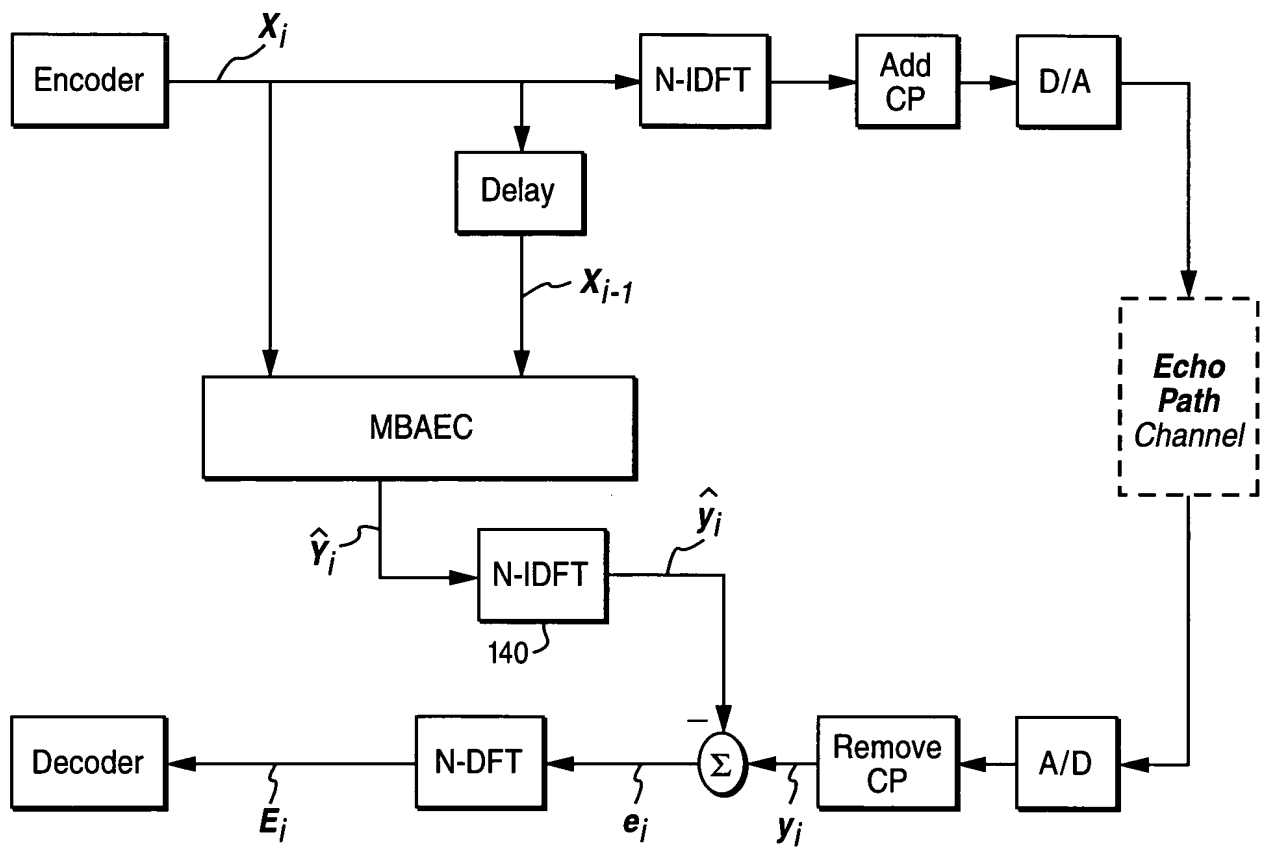 X_i
Encoder
N-IDFT
Add
CP
D/A
Delay
X_{i-1}
Echo
Path
Channel
MBAEC
Ŷ_i
N-IDFT
ŷ_i
140
−
Decoder
N-DFT
Σ
Remove
CP
A/D
E_i
e_i
y_i